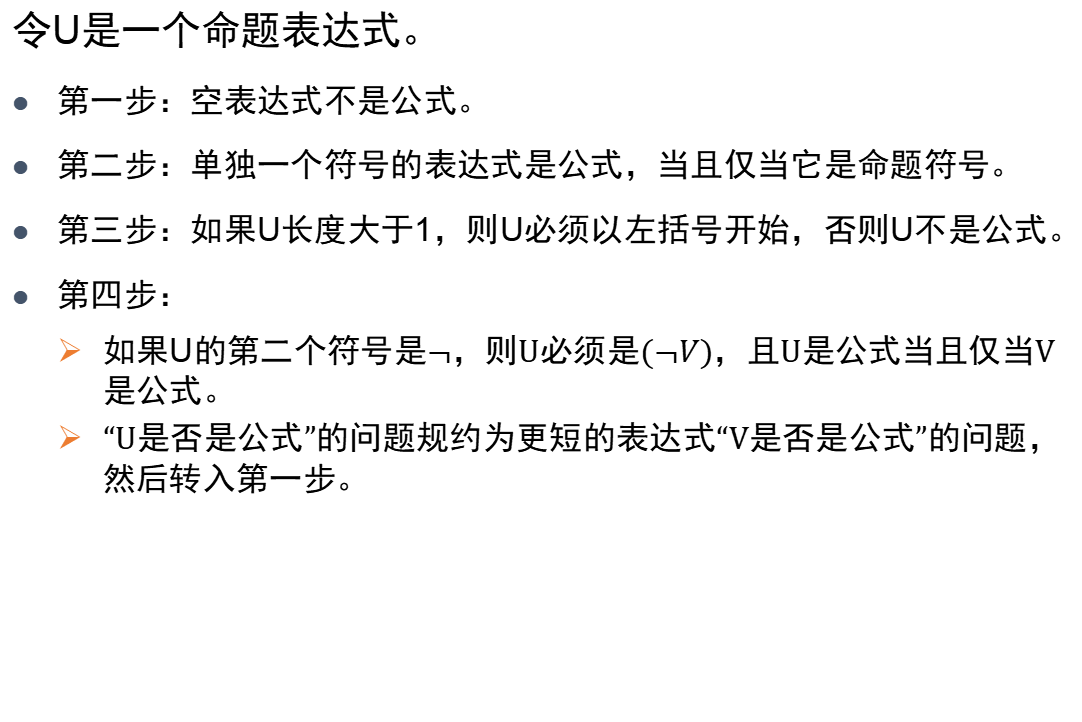 令U是一个命题表达式。
● 第一步：空表达式不是公式。
● 第二步：单独一个符号的表达式是公式，当且仅当它是命题符号。
● 第三步：如果U长度大于1，则U必须以左括号开始，否则U不是公式。
● 第四步：
➢ 如果U的第二个符号是¬，则U必须是(¬V)，且U是公式当且仅当V
是公式。
➢ “U是否是公式”的问题规约为更短的表达式“V是否是公式”的问题，
然后转入第一步。